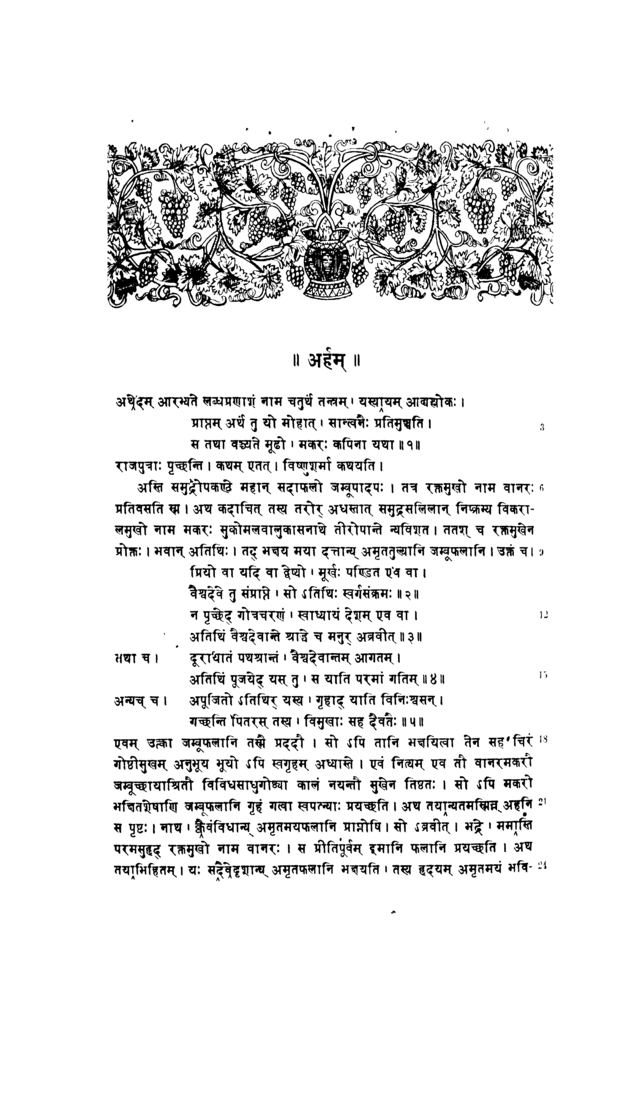 ॥ अर्हम् ॥
अथेदम् आरभ्यते लब्धप्रणाशं नाम चतुर्थं तन्त्रम् । यस्यायम् आद्यश्लोकः ।
प्राप्तम् अर्थं तु यो मोहात् । सान्त्वनैः प्रतिमुञ्चति । 3
स तथा वञ्च्यते मूढो । मकरः कपिना यथा ॥ १॥
राजपुत्राः पृच्छन्ति । कथम् एतत् । विष्णुशर्मा कथयति ।
अस्ति समुद्रोपकण्ठे महान् सदाफलो जम्बूपादपः । तत्र रक्तमुखो नाम वानरः 6
प्रतिवसति स्म । अथ कदाचित् तस्य तरोर् अधस्तात् समुद्रसलिलान् निष्क्रम्य विकरा-
लमुखो नाम मकरः सुकोमलवालुकासनाथे तीरोपान्ते न्यविशत । ततश् च रक्तमुखेन
प्रोक्तः । भवान् अतिथिः । तद् भक्षय मया दत्तान्य् अमृततुल्यानि जम्बूफलानि । उक्तं च । 9
प्रियो वा यदि वा द्वेष्यो । मूर्खः पण्डित एव वा ।
वैश्वदेवे तु संप्राप्ते । सो ऽतिथिः स्वर्गसंक्रमः ॥ २॥
न पृच्छेद् गोत्रचरणं । स्वाध्यायं देशम् एव वा । 12
अतिथिं वैश्वदेवान्ते श्राद्धे च मनुर् अब्रवीत् ॥ ३॥
तथा च । दूराध्वातं पथश्रान्तं । वैश्वदेवान्तम् आगतम् ।
अतिथिं पूजयेद् यस् तु । स याति परमां गतिम् ॥ ४॥ 15
अन्यच् च । अपूजितो ऽतिथिर् यस्य । गृहाद् याति विनिःश्वसन् ।
गच्छन्ति पितरस् तस्य । विमुखाः सह दैवतैः ॥ ५॥
एवम् उक्त्वा जम्बूफलानि तस्मै प्रददौ । सो ऽपि तानि भक्षयित्वा तेन सह चिरं 18
गोष्ठीसुखम् अनुभूय भूयो ऽपि स्वगृहम् अध्यास्ते । एवं नित्यम् एव तौ वानरमकरौ
जम्बूच्छायाश्रितौ विविधसाधुगोष्ठ्या कालं नयन्तौ सुखेन तिष्ठतः । सो ऽपि मकरो
भक्षितशेषाणि जम्बूफलानि गृहं गत्वा स्वपत्न्याः प्रयच्छति । अथ तयान्यतमस्मिन्न् अहनि 21
स पृष्टः । नाथ । क्वैवंविधान्य् अमृतमयफलानि प्राप्नोषि । सो ऽब्रवीत् । भद्रे । ममास्ति
परमसुहृद् रक्तमुखो नाम वानरः । स प्रीतिपूर्वम् इमानि फलानि प्रयच्छति । अथ
तयाभिहितम् । यः सदैवेदृशान्य् अमृतफलानि भक्षयति । तस्य हृदयम् अमृतमयं भवि- 24